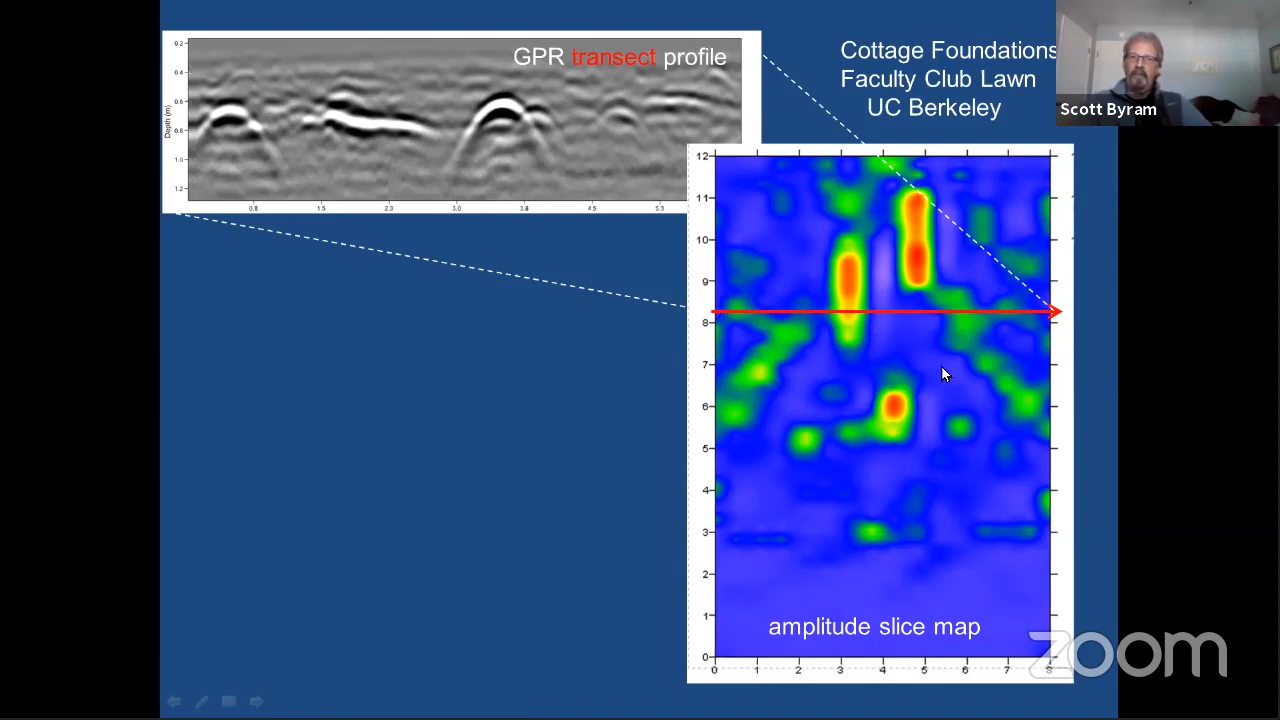 GPR transect profile
Depth (m)
0.2
0.4
0.6
0.8
1.0
1.2
0.8
1.5
2.3
3.0
3.8
4.5
5.3
Cottage Foundations
Faculty Club Lawn
UC Berkeley
Scott Byram
12
11
10
9
8
7
6
5
4
3
2
1
0
0 1 2 3 4 5 6 7 8
amplitude slice map
zoom